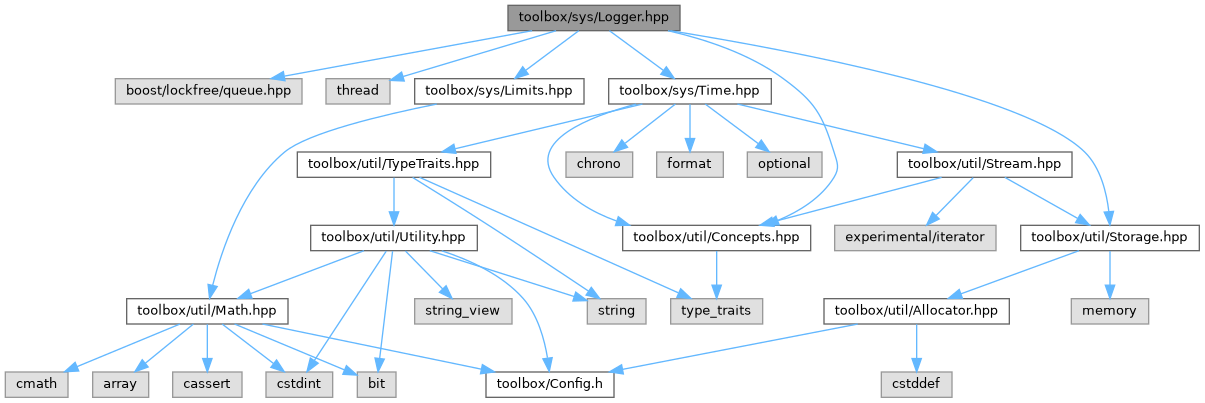 toolbox/sys/Logger.hpp
boost/lockfree/queue.hpp
thread
toolbox/sys/Limits.hpp
toolbox/sys/Time.hpp
toolbox/util/TypeTraits.hpp
chrono
format
optional
toolbox/util/Stream.hpp
toolbox/util/Utility.hpp
toolbox/util/Concepts.hpp
experimental/iterator
toolbox/util/Storage.hpp
toolbox/util/Math.hpp
string_view
string
type_traits
toolbox/util/Allocator.hpp
memory
cmath
array
cassert
cstdint
bit
toolbox/Config.h
cstddef